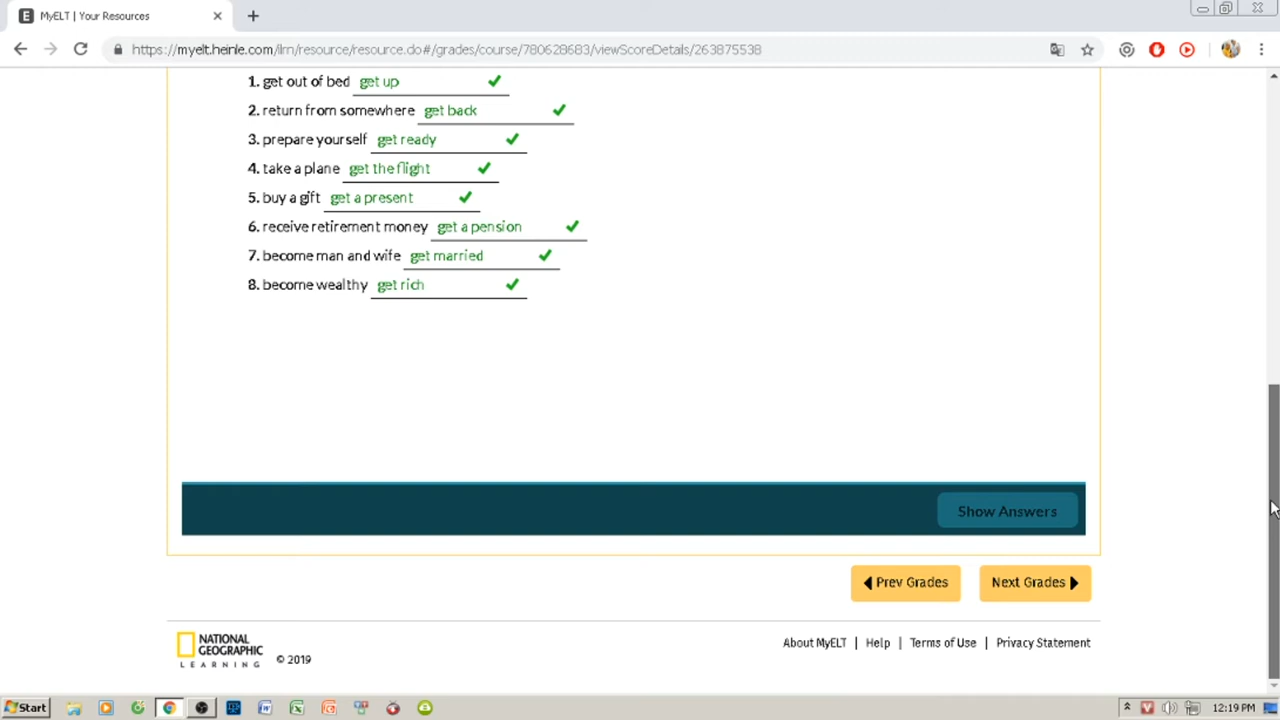 MyELT | Your Resources
https://myelt.heinle.com/ilrn/resource/resource.do#/grades/course/780628683/viewScoreDetails/263875538
1. get out of bed get up
2. return from somewhere get back
3. prepare yourself get ready
4. take a plane get the flight
5. buy a gift get a present
6. receive retirement money get a pension
7. become man and wife get married
8. become wealthy get rich
Show Answers
Prev Grades Next Grades
NATIONAL
GEOGRAPHIC
LEARNING © 2019
About MyELT | Help | Terms of Use | Privacy Statement
Start 12:19 PM